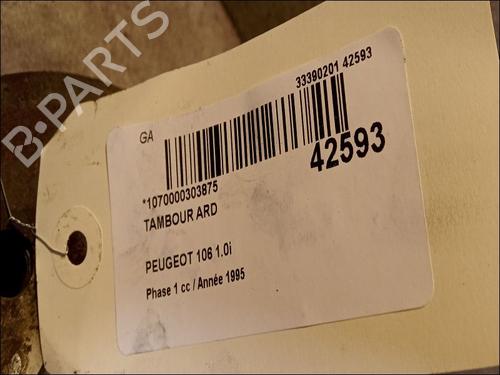 B-PARTS
33390201 42593
GA
42593
*1070000303875
TAMBOUR ARD
PEUGEOT 106 1.0i
Phase 1 cc / Année 1995